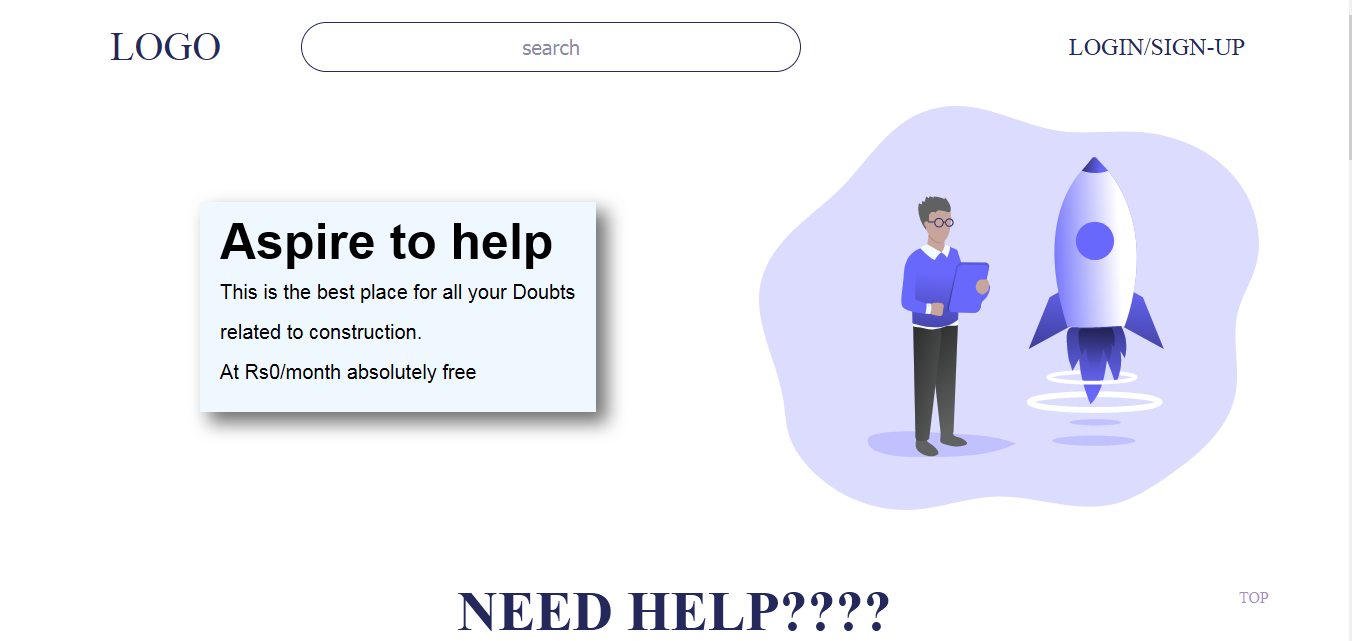 LOGO
search
LOGIN/SIGN-UP
Aspire to help
This is the best place for all your Doubts
related to construction.
At Rs0/month absolutely free
NEED HELP????
TOP